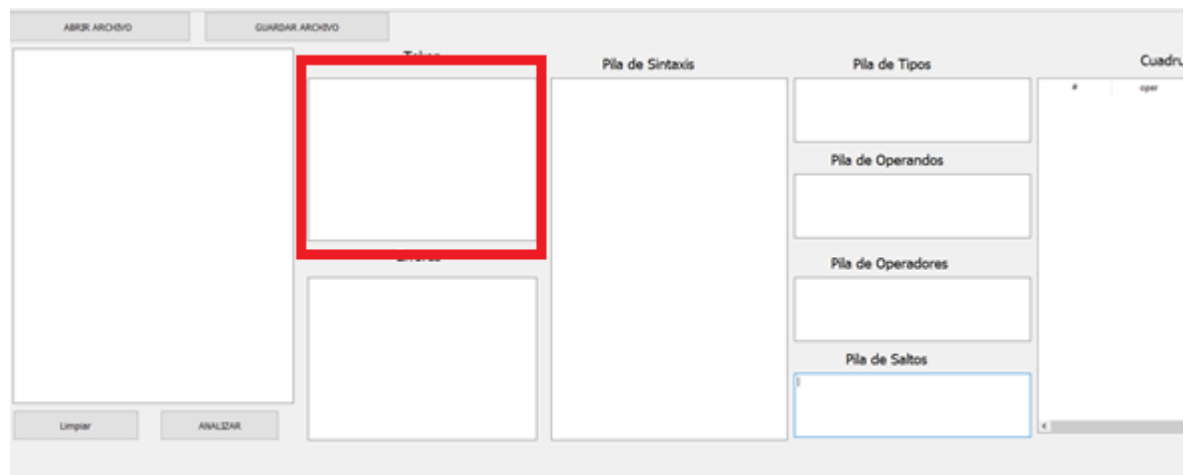 ABRIR ARCHIVO
GUARDAR ARCHIVO
Pila de Sintaxis
Pila de Tipos
# oper
Pila de Operandos
Pila de Operadores
Pila de Saltos
Limpiar
ANALIZAR